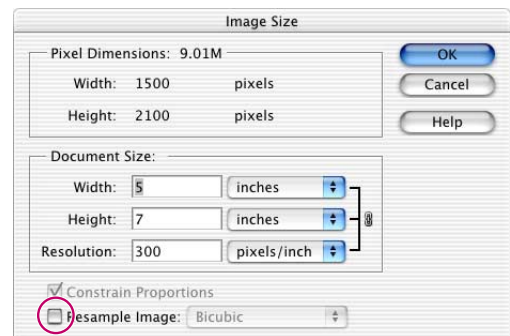 Image Size
Pixel Dimensions: 9.01M
OK
Width: 1500 pixels
Cancel
Height: 2100 pixels
Help
Document Size:
Width: 5 inches
Height: 7 inches
Resolution: 300 pixels/inch
Constrain Proportions
Resample Image: Bicubic